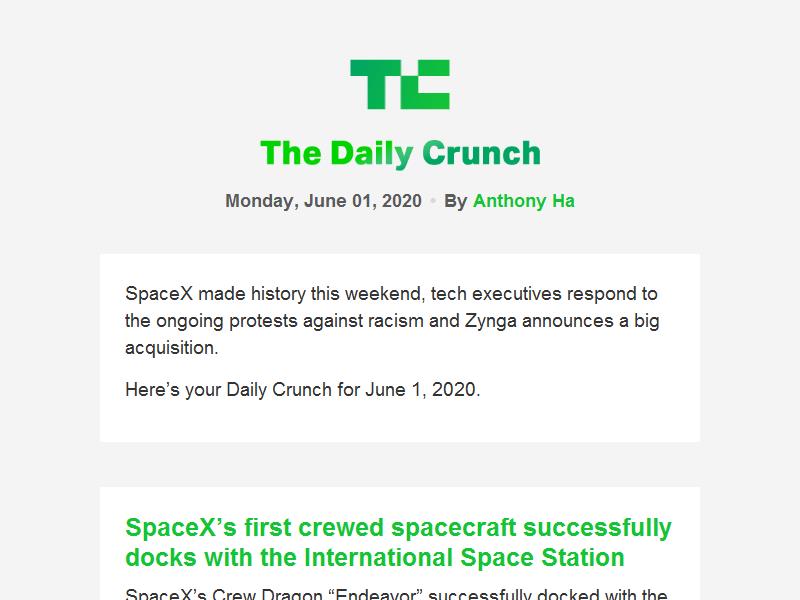 TC
The Daily Crunch
Monday, June 01, 2020 • By Anthony Ha
SpaceX made history this weekend, tech executives respond to
the ongoing protests against racism and Zynga announces a big
acquisition.
Here’s your Daily Crunch for June 1, 2020.
SpaceX’s first crewed spacecraft successfully
docks with the International Space Station
SpaceX’s Crew Dragon “Endeavor” successfully docked with the